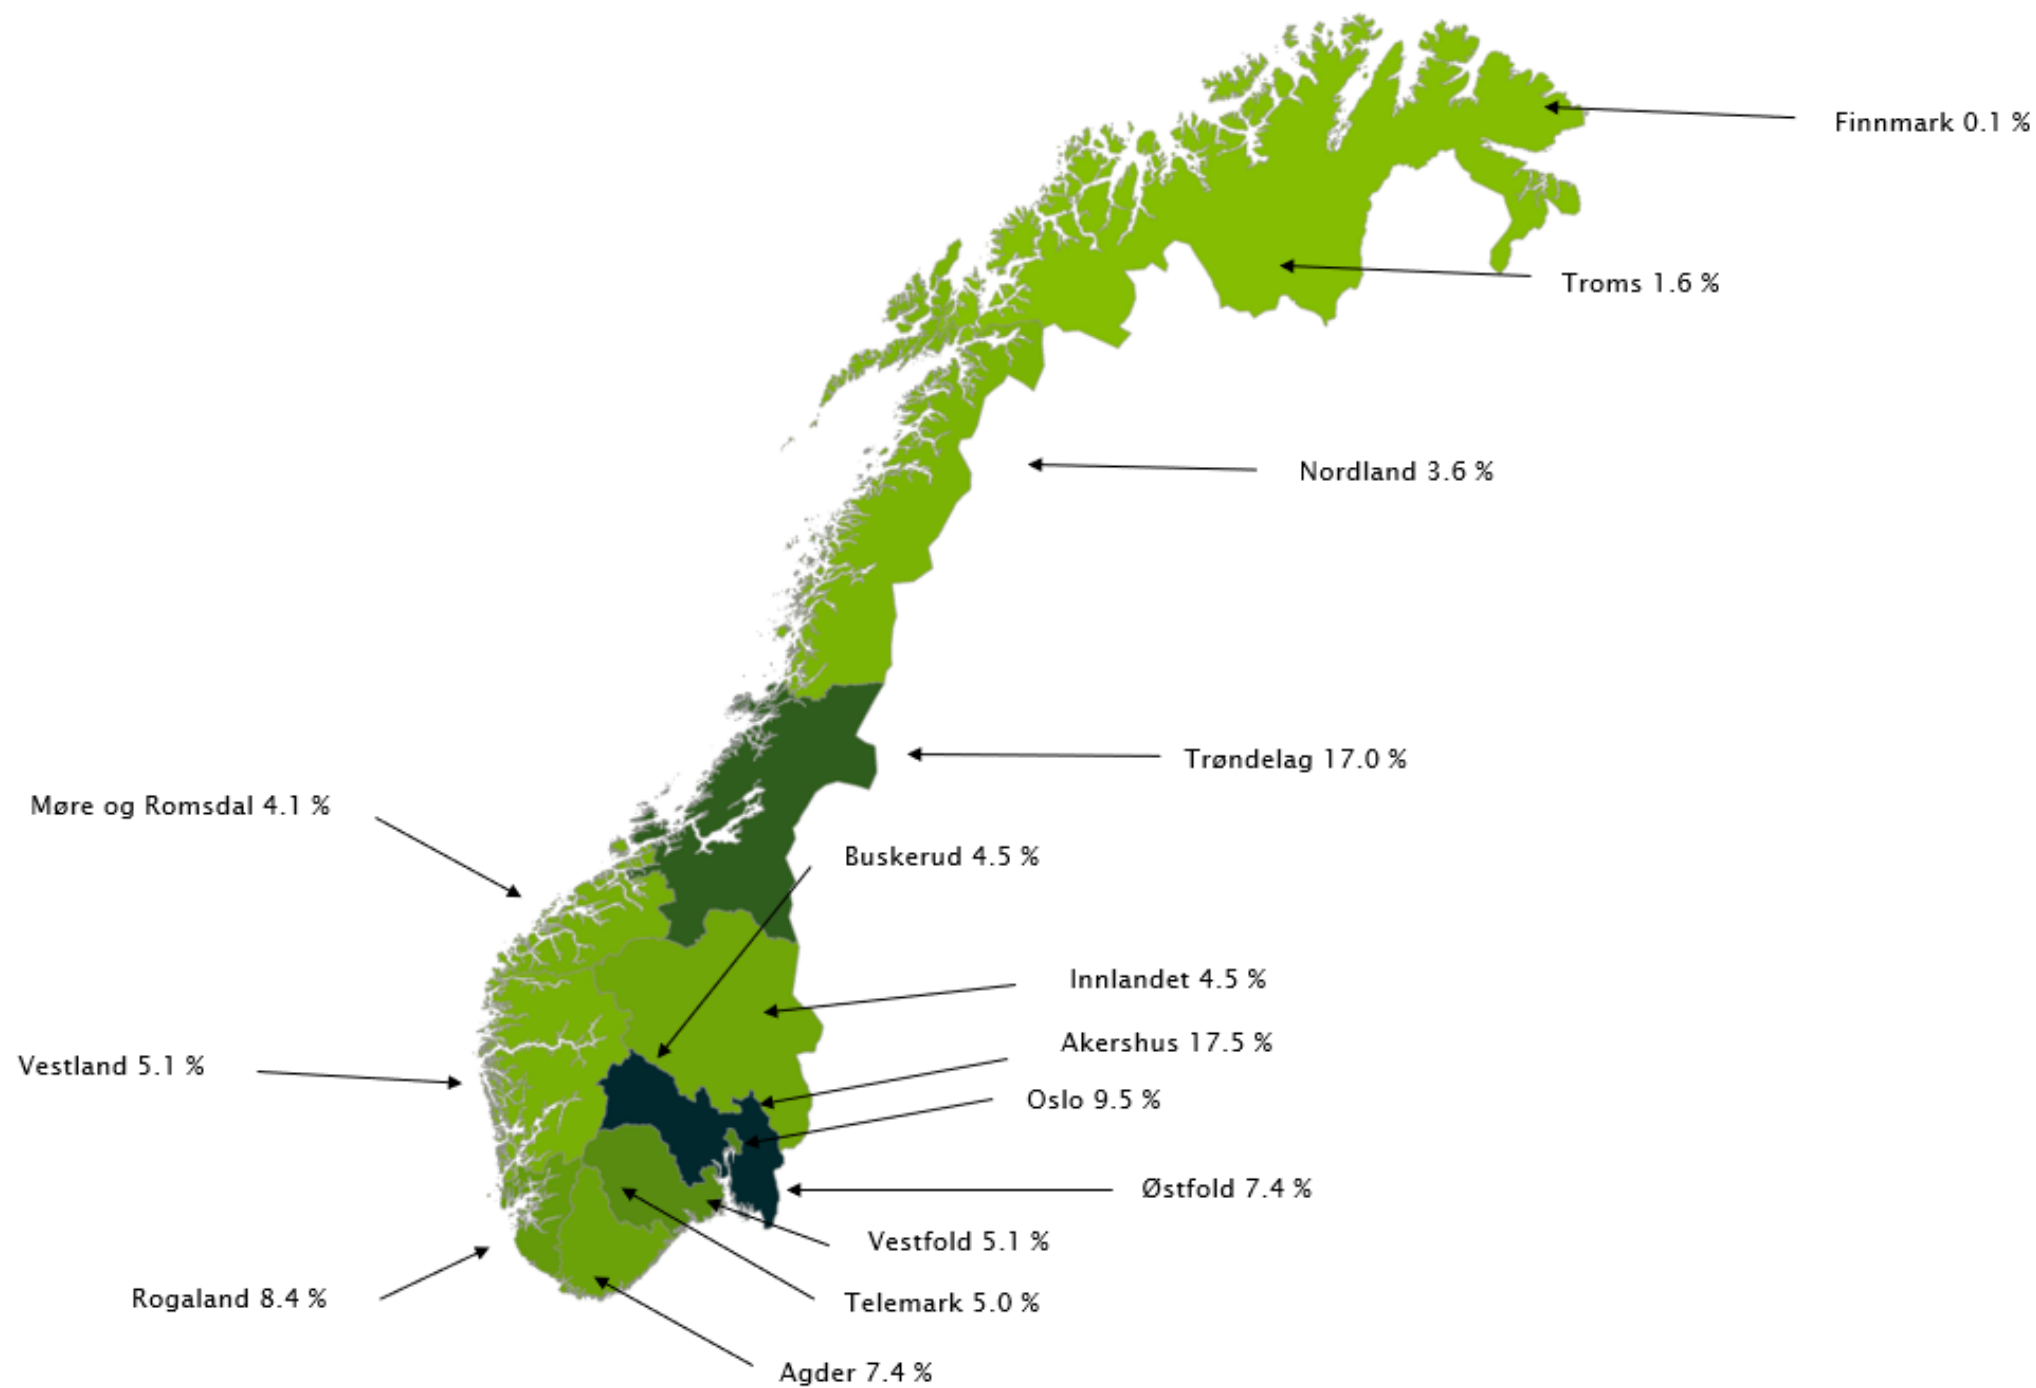 Finnmark 0.1 %
Troms 1.6 %
Nordland 3.6 %
Trøndelag 17.0 %
Møre og Romsdal 4.1 %
Buskerud 4.5 %
Innlandet 4.5 %
Akershus 17.5 %
Vestland 5.1 %
Oslo 9.5 %
Østfold 7.4 %
Vestfold 5.1 %
Rogaland 8.4 %
Telemark 5.0 %
Agder 7.4 %